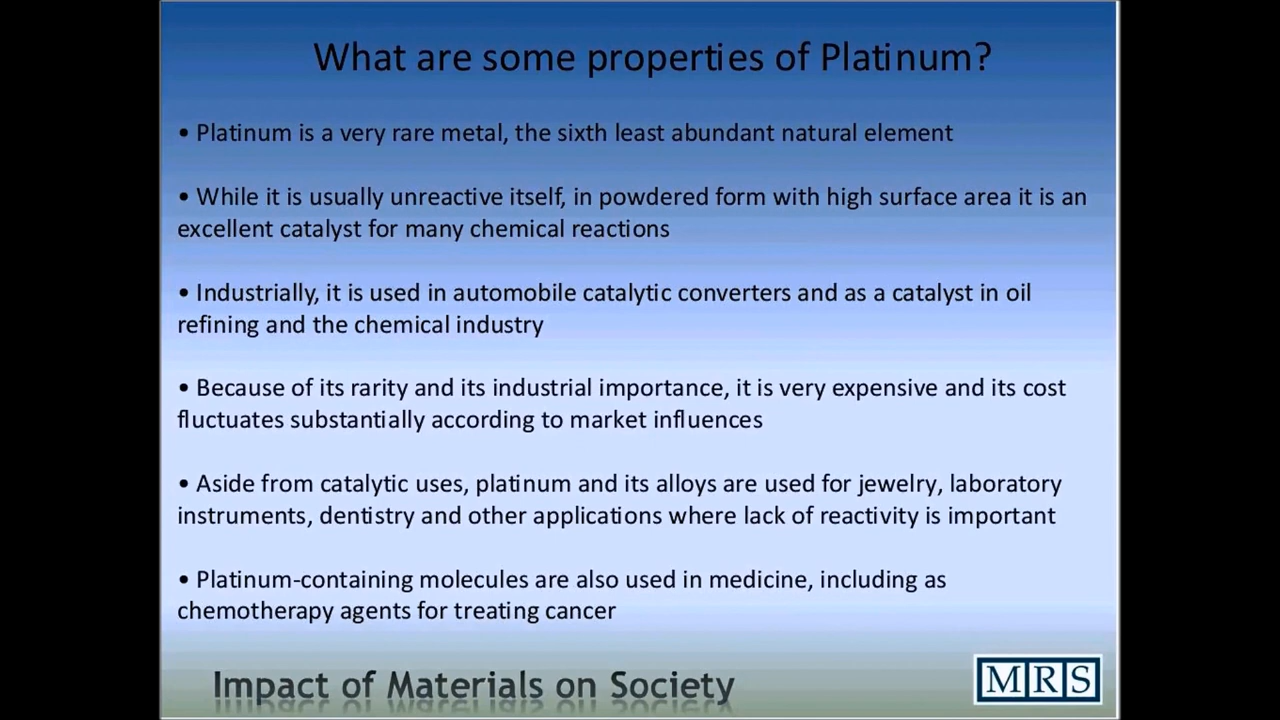 What are some properties of Platinum?
• Platinum is a very rare metal, the sixth least abundant natural element
• While it is usually unreactive itself, in powdered form with high surface area it is an
excellent catalyst for many chemical reactions
• Industrially, it is used in automobile catalytic converters and as a catalyst in oil
refining and the chemical industry
• Because of its rarity and its industrial importance, it is very expensive and its cost
fluctuates substantially according to market influences
• Aside from catalytic uses, platinum and its alloys are used for jewelry, laboratory
instruments, dentistry and other applications where lack of reactivity is important
• Platinum-containing molecules are also used in medicine, including as
chemotherapy agents for treating cancer
Impact of Materials on Society
MRS